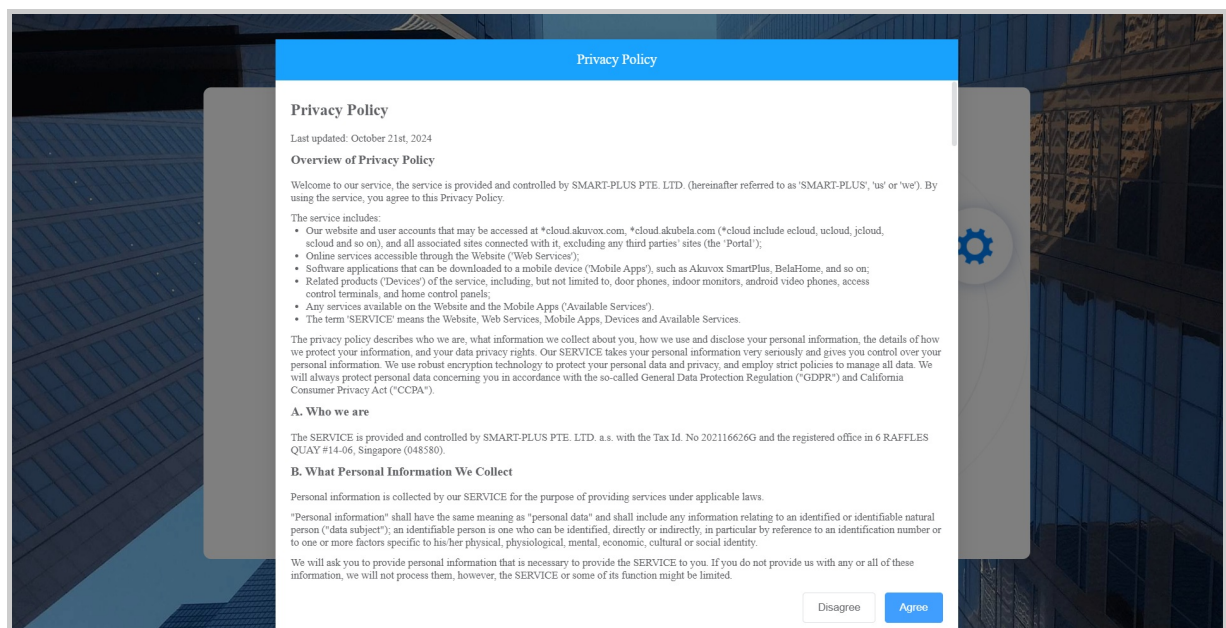 Privacy Policy
Privacy Policy
Last updated: October 21st, 2024
Overview of Privacy Policy
Welcome to our service, the service is provided and controlled by SMART-PLUS PTE. LTD. (hereinafter referred to as 'SMART-PLUS', 'us' or 'we'). By
using the service, you agree to this Privacy Policy.
The service includes:
• Our website and user accounts that may be accessed at *cloud.akuvox.com, *cloud.akubela.com (*cloud include ecloud, ucloud, jcloud,
scloud and so on), and all associated sites connected with it, excluding any third parties' sites (the 'Portal');
• Online services accessible through the Website ('Web Services');
• Software applications that can be downloaded to a mobile device ('Mobile Apps'), such as Akuvox SmartPlus, BelaHome, and so on;
• Related products ('Devices') of the service, including, but not limited to, door phones, indoor monitors, android video phones, access
control terminals, and home control panels;
• Any services available on the Website and the Mobile Apps ('Available Services').
• The term 'SERVICE' means the Website, Web Services, Mobile Apps, Devices and Available Services.
The privacy policy describes who we are, what information we collect about you, how we use and disclose your personal information, the details of how
we protect your information, and your data privacy rights. Our SERVICE takes your personal information very seriously and gives you control over your
personal information. We use robust encryption technology to protect your personal data and privacy, and employ strict policies to manage all data. We
will always protect personal data concerning you in accordance with the so-called General Data Protection Regulation ("GDPR") and California
Consumer Privacy Act ("CCPA").
A. Who we are
The SERVICE is provided and controlled by SMART-PLUS PTE. LTD. a.s. with the Tax Id. No 202116626G and the registered office in 6 RAFFLES
QUAY #14-06, Singapore (048580).
B. What Personal Information We Collect
Personal information is collected by our SERVICE for the purpose of providing services under applicable laws.
"Personal information" shall have the same meaning as "personal data" and shall include any information relating to an identified or identifiable natural
person ("data subject"); an identifiable person is one who can be identified, directly or indirectly, in particular by reference to an identification number or
to one or more factors specific to his/her physical, physiological, mental, economic, cultural or social identity.
We will ask you to provide personal information that is necessary to provide the SERVICE to you. If you do not provide us with any or all of these
information, we will not process them, however, the SERVICE or some of its function might be limited.
Disagree
Agree